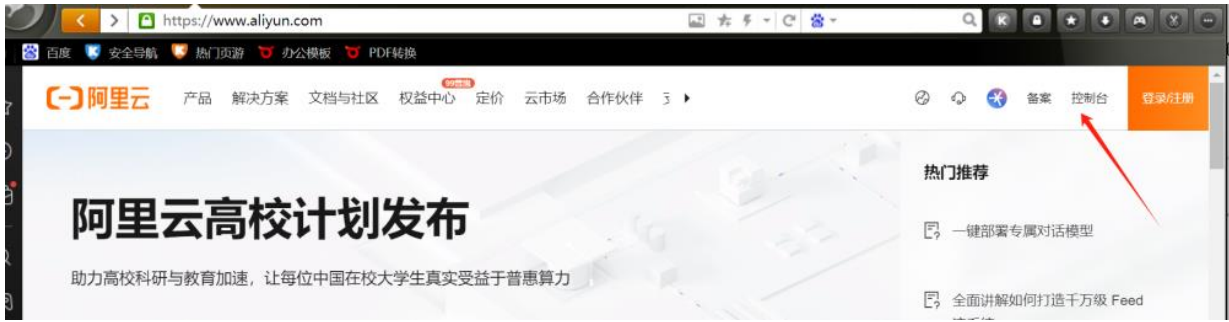 https://www.aliyun.com
百度 安全导航 热门页游 办公模板 PDF转换
阿里云 产品 解决方案 文档与社区 权益中心 定价 云市场 合作伙伴 备案 控制台 登录/注册
热门推荐
阿里云高校计划发布
一键部署专属对话模型
助力高校科研与教育加速，让每位中国在校大学生真实受益于普惠算力
全面讲解如何打造千万级 Feed